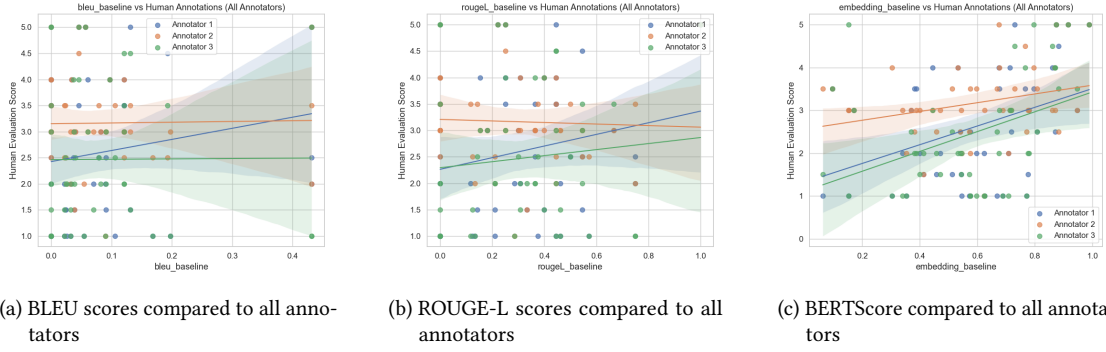 bleu_baseline vs Human Annotations (All Annotators)
Annotator 1
Annotator 2
Annotator 3
Human Evaluation Score
5.0
4.5
4.0
3.5
3.0
2.5
2.0
1.5
1.0
0.0 0.1 0.2 0.3 0.4
bleu_baseline
(a) BLEU scores compared to all anno-
tators
rougeL_baseline vs Human Annotations (All Annotators)
Annotator 1
Annotator 2
Annotator 3
Human Evaluation Score
5.0
4.5
4.0
3.5
3.0
2.5
2.0
1.5
1.0
0.0 0.2 0.4 0.6 0.8 1.0
rougeL_baseline
(b) ROUGE-L scores compared to all
annotators
embedding_baseline vs Human Annotations (All Annotators)
Human Evaluation Score
5
4
3
2
1
0
Annotator 1
Annotator 2
Annotator 3
0.2 0.4 0.6 0.8 1.0
embedding_baseline
(c) BERTScore compared to all annota
tors